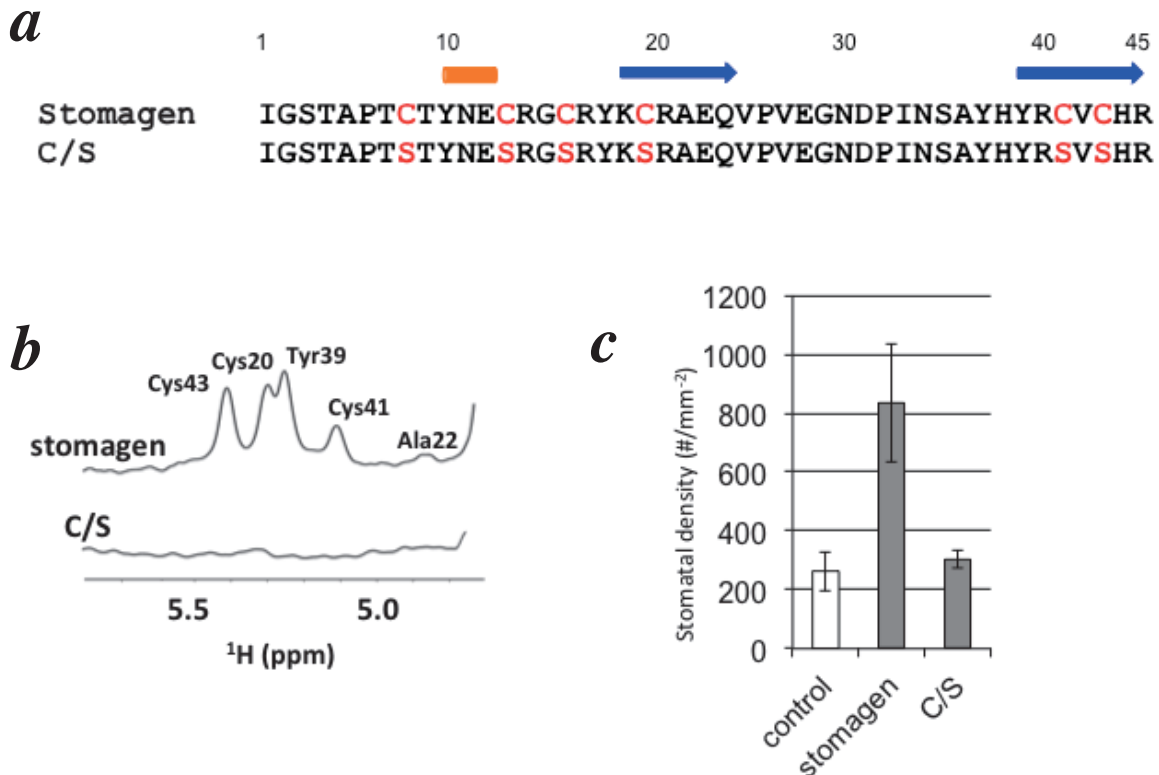 a
1 10 20 30 40 45
Stomagen IGSTAPTCTYNECRGCRYKCRAEQVPVEGNDPINSAYHYRCVCHR
C/S IGSTAPTSTYNESRGSRYKSRAEQVPVEGNDPINSAYHYRSVSHR
b
Cys43
Cys20
Tyr39
Cys41
Ala22
stomagen
C/S
5.5 5.0
¹H (ppm)
c
Stomatal density (#/mm⁻²)
1200
1000
800
600
400
200
0
control
stomagen
C/S